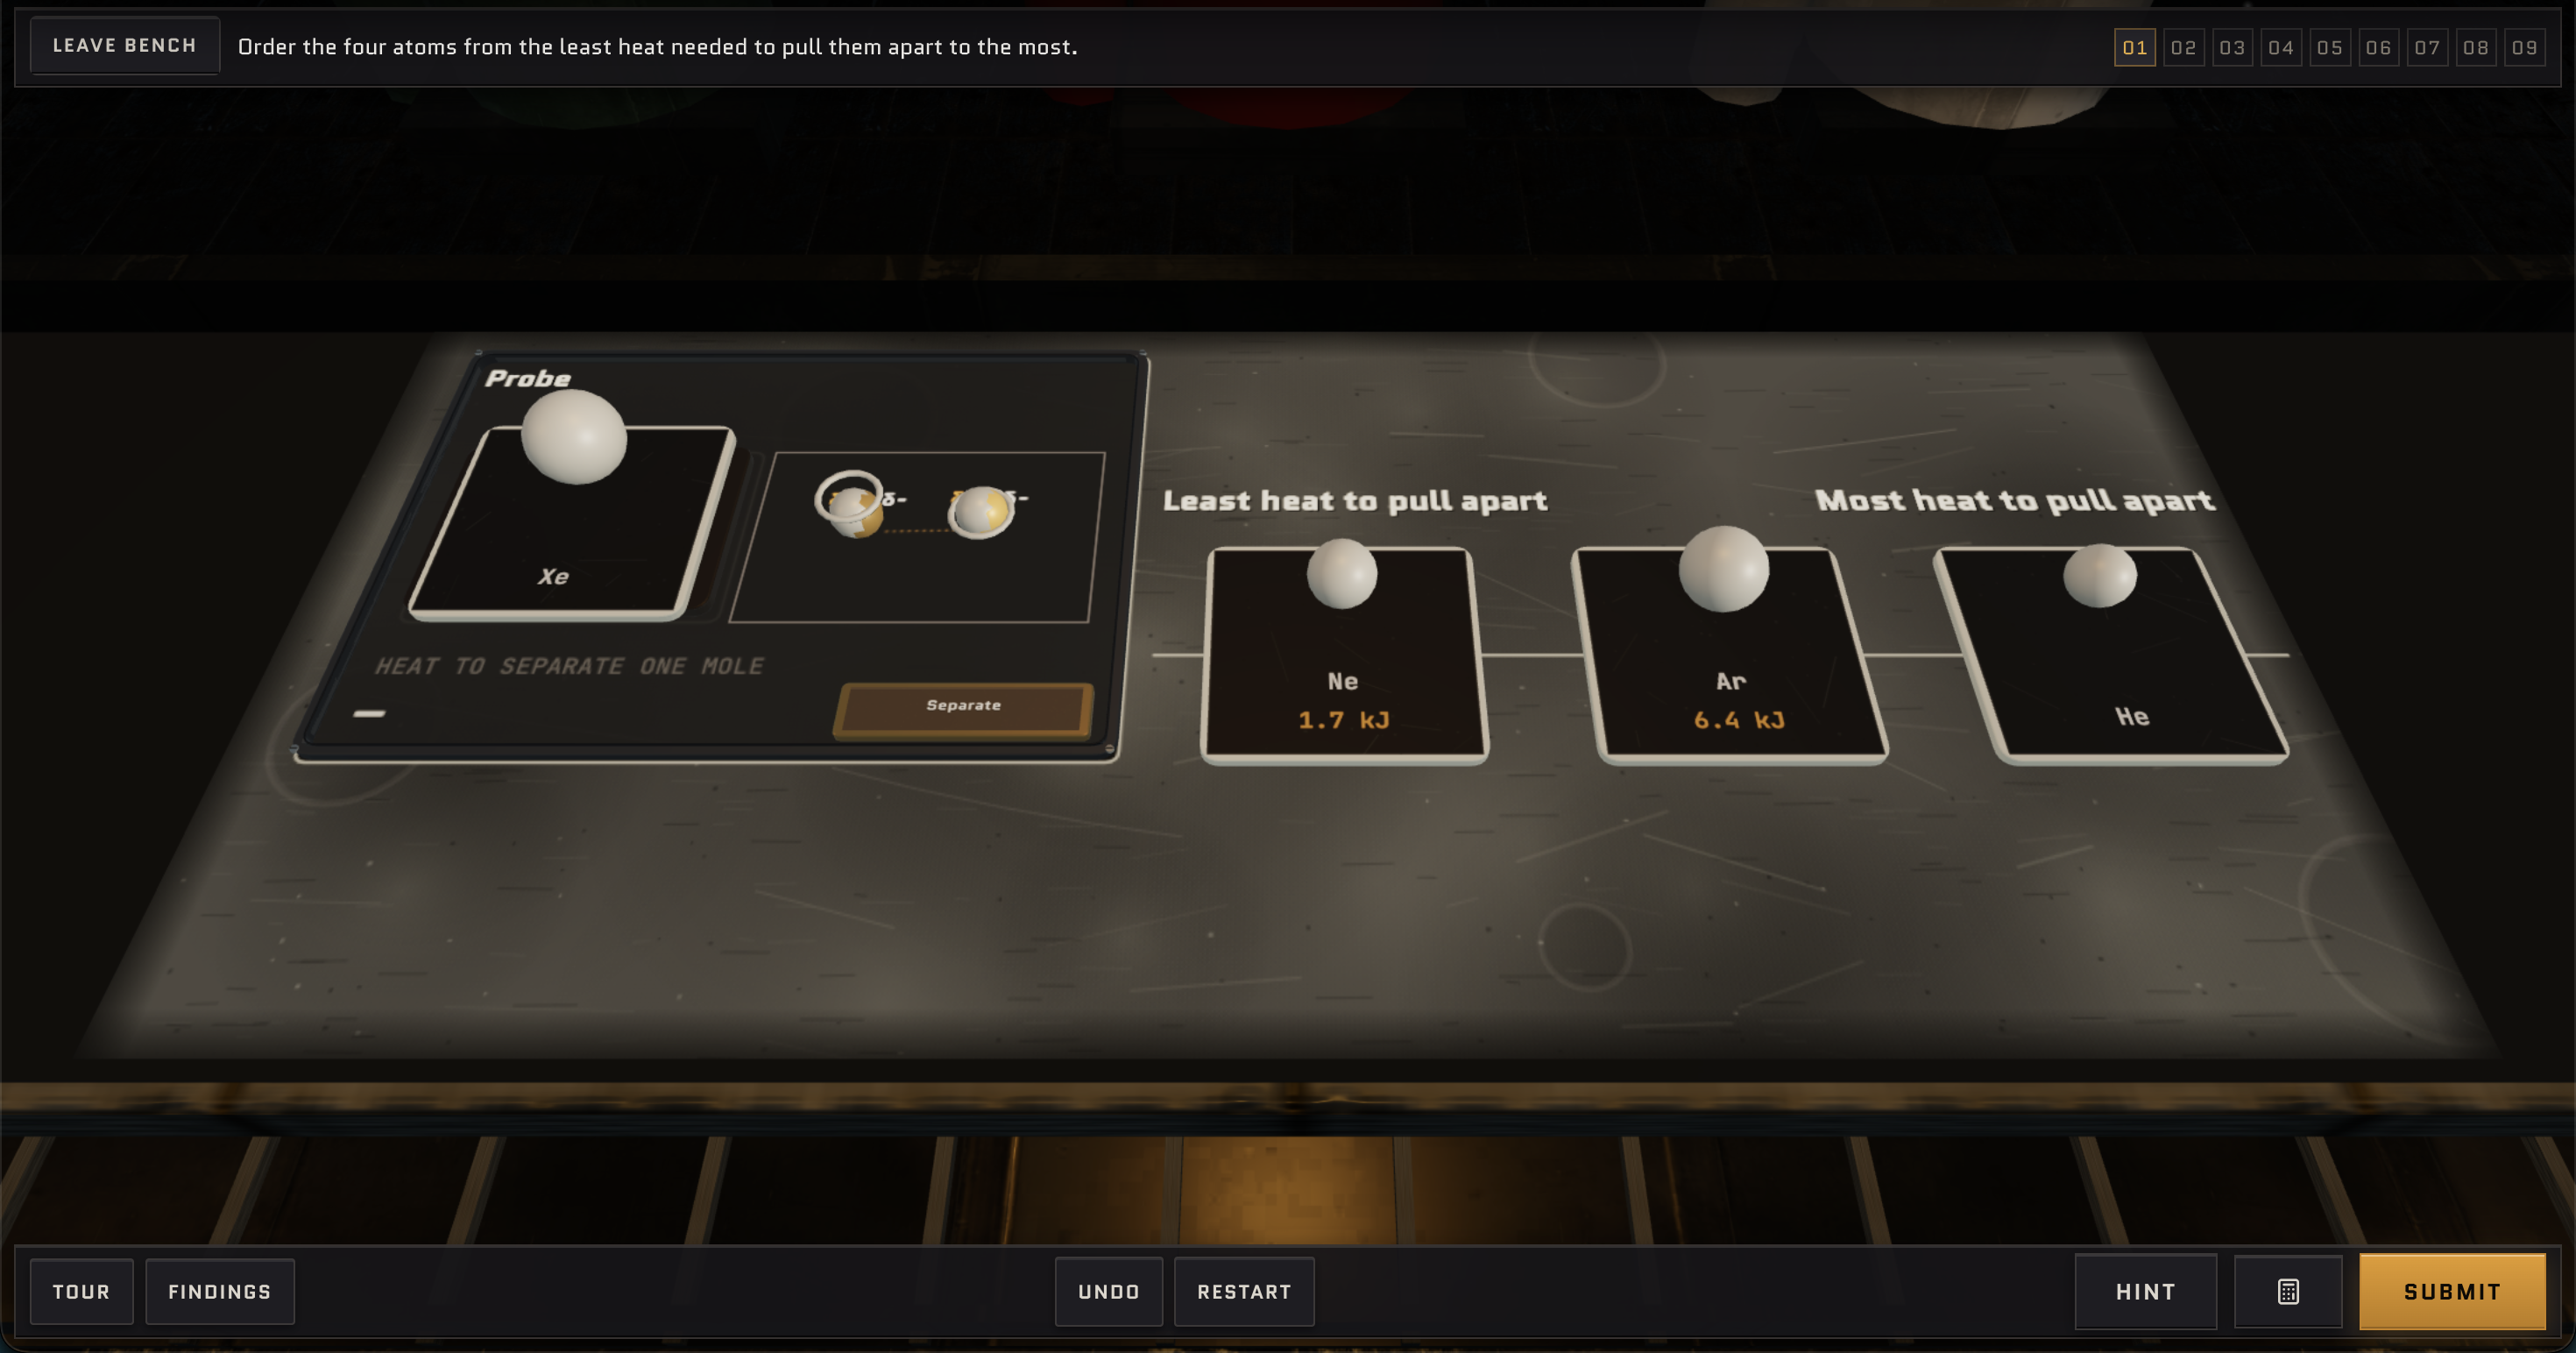 LEAVE BENCH
Order the four atoms from the least heat needed to pull them apart to the most.
01 02 03 04 05 06 07 08 09
Probe
Xe
δ-
δ-
HEAT TO SEPARATE ONE MOLE
Separate
Least heat to pull apart
Most heat to pull apart
Ne
1.7 kJ
Ar
6.4 kJ
He
TOUR
FINDINGS
UNDO
RESTART
HINT
SUBMIT